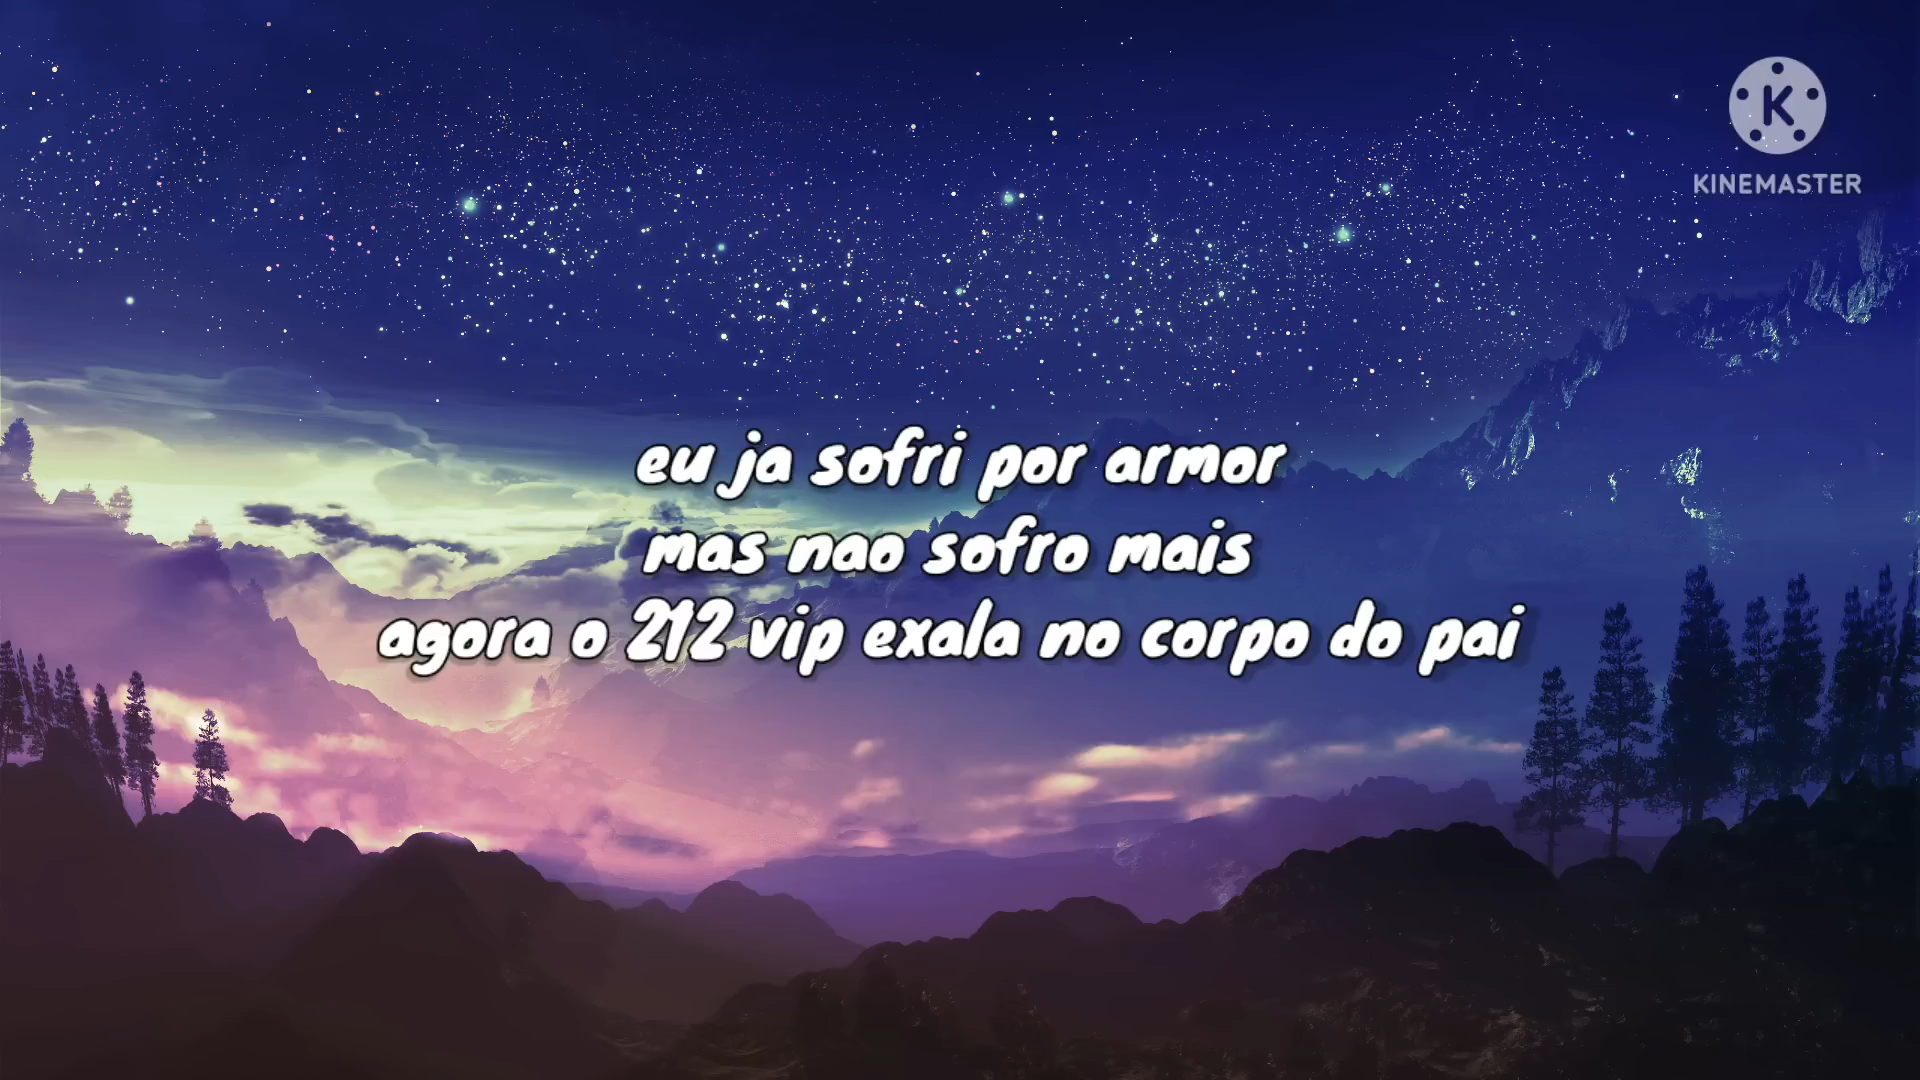 KINEMASTER
eu ja sofri por armor
mas nao sofro mais
agora o 212 vip exala no corpo do pai